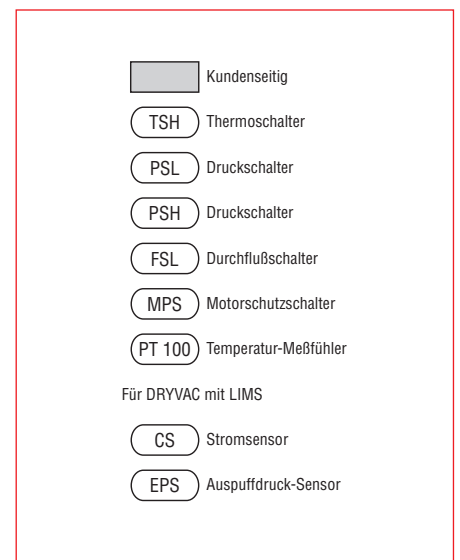 Kundenseitig
TSH Thermoschalter
PSL Druckschalter
PSH Druckschalter
FSL Durchflußschalter
MPS Motorschutzschalter
PT 100 Temperatur-Meßfühler
Für DRYVAC mit LIMS
CS Stromsensor
EPS Auspuffdruck-Sensor